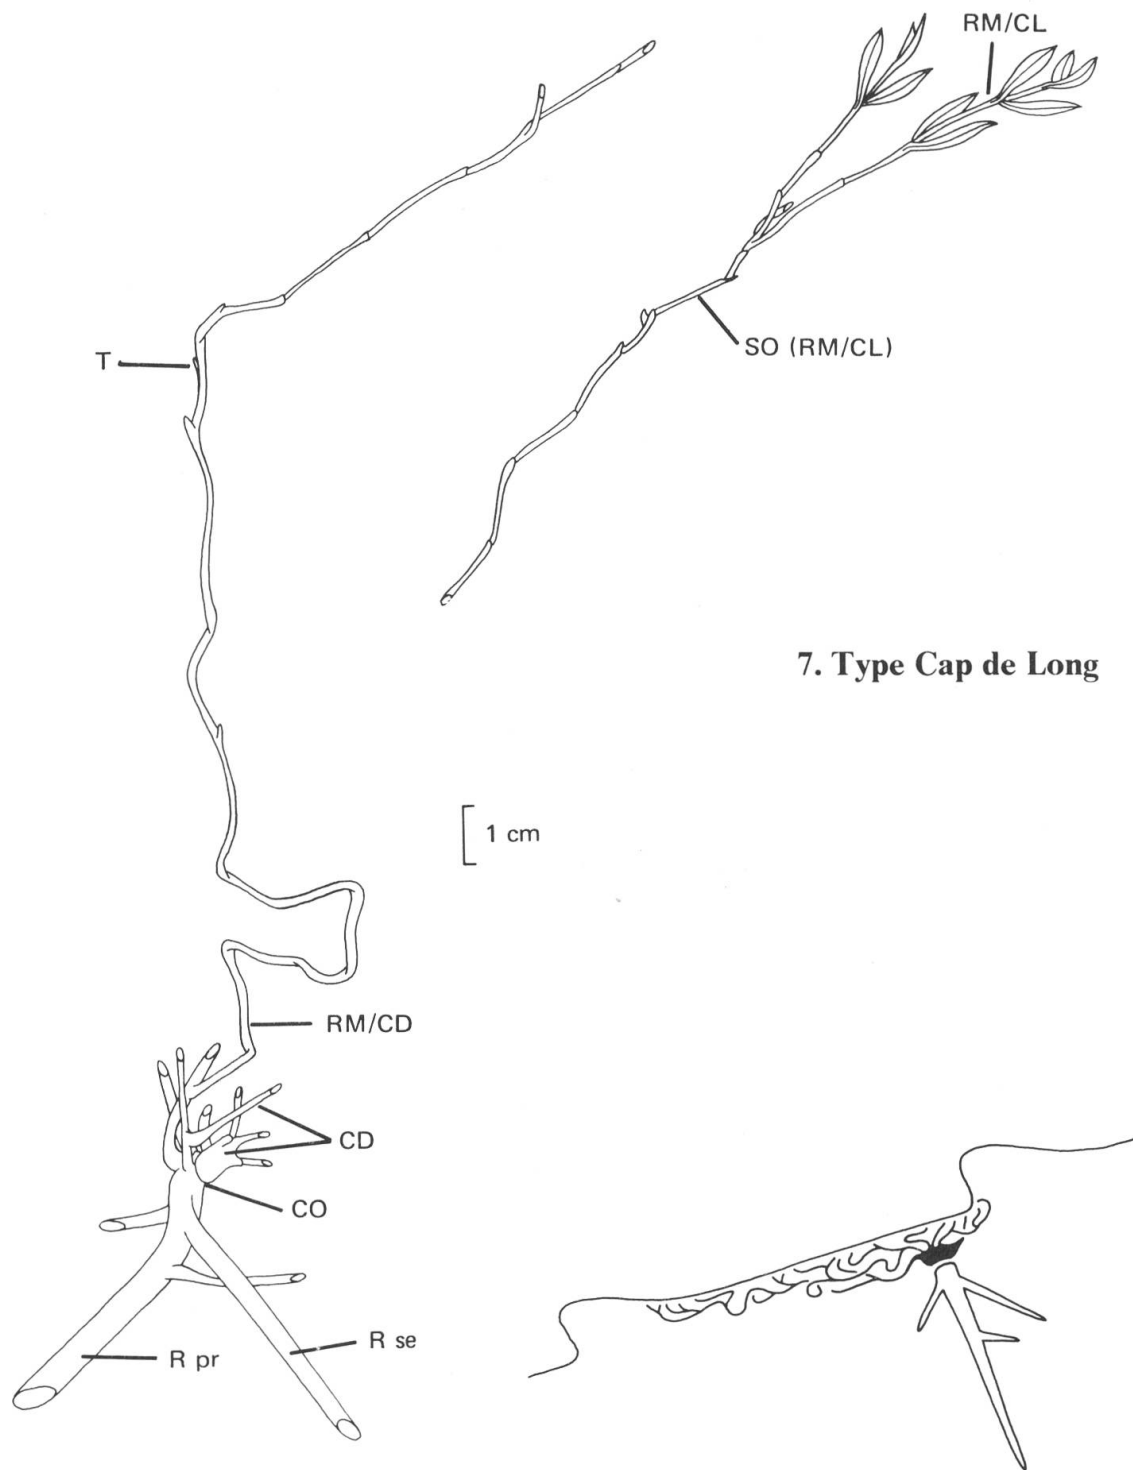 RM/CL
T
SO (RM/CL)
7. Type Cap de Long
1 cm
RM/CD
CD
CO
R se
R pr